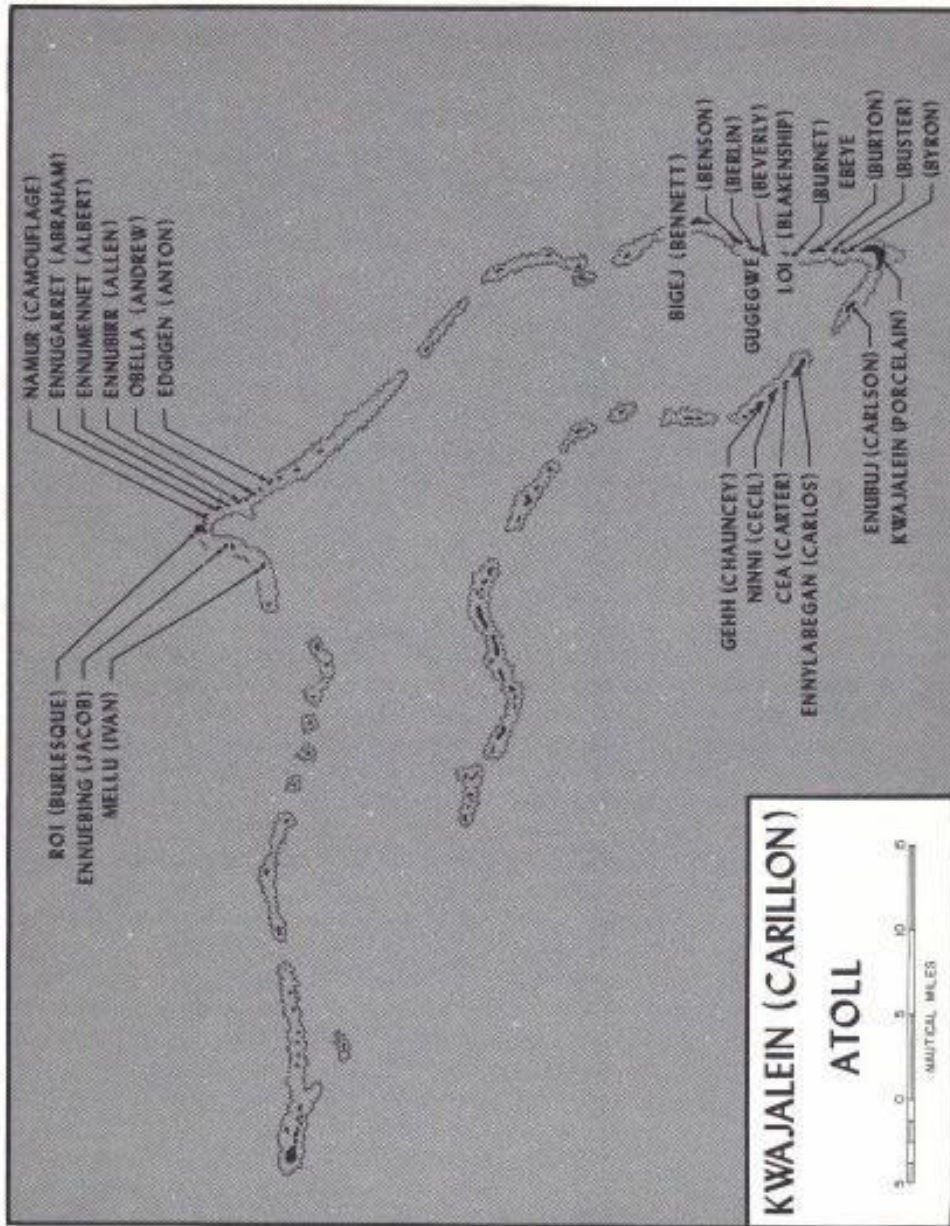 NAMUR (CAMOUFLAGE)
ENNUGARRET (ABRAHAM)
ENNUMENNET (ALBERT)
ENNUBIRR (ALLEN)
OBELLA (ANDREW)
EDGIGEN (ANTON)
ROI (BURLESQUE)
ENNUEBING (JACOB)
MELLU (IVAN)
BIGEJ (BENNETT)
(BENSON)
(BERLIN)
GUGEGWE (BEVERLY)
LOI (BLAKENSHIP)
(BURNET)
EBEYE
(BURTON)
(BUSTER)
(BYRON)
GEHH (CHAUNCEY)
NINNI (CECIL)
CEA (CARTER)
ENNYLABEGAN (CARLOS)
ENUBUJ (CARLSON)
KWAJALEIN (PORCELAIN)
KWAJALEIN (CARILLON)
ATOLL
5 0 5 10 15
NAUTICAL MILES